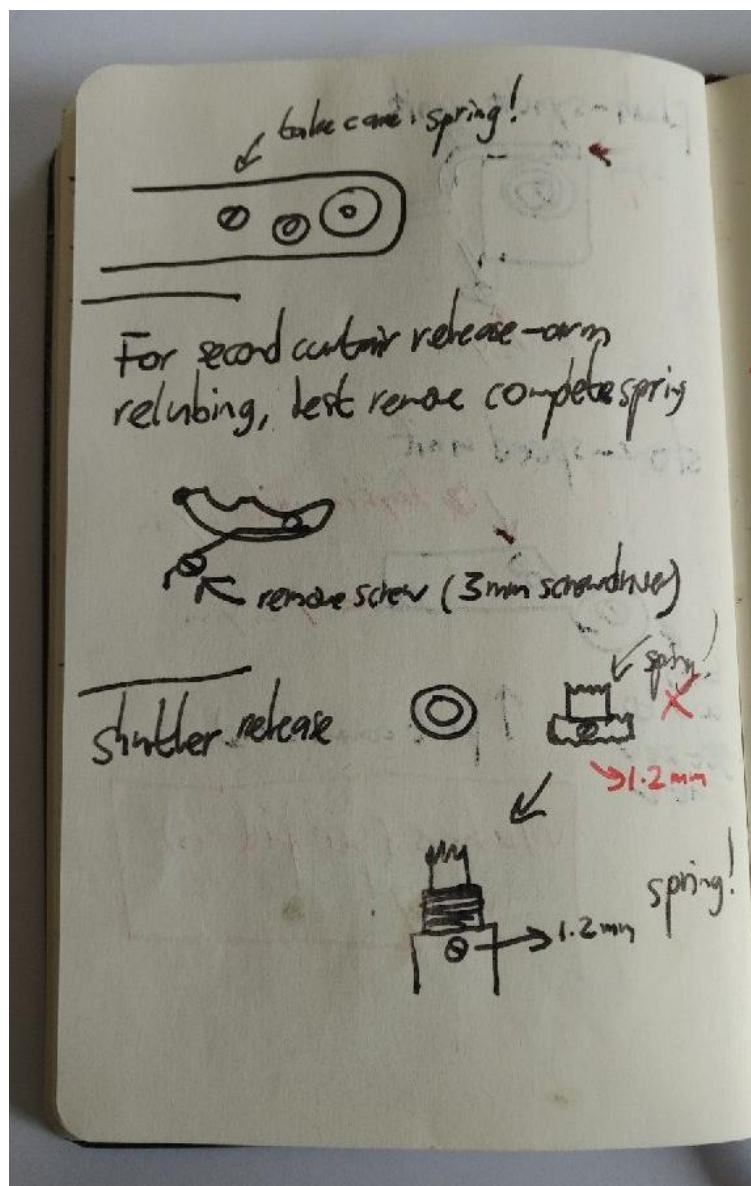 take care, spring!
For second curtain release-arm
relubing, best remove complete spring
remove screw (3mm screwdriver)
shutter release
spring
X
1.2mm
1.2mm
spring!